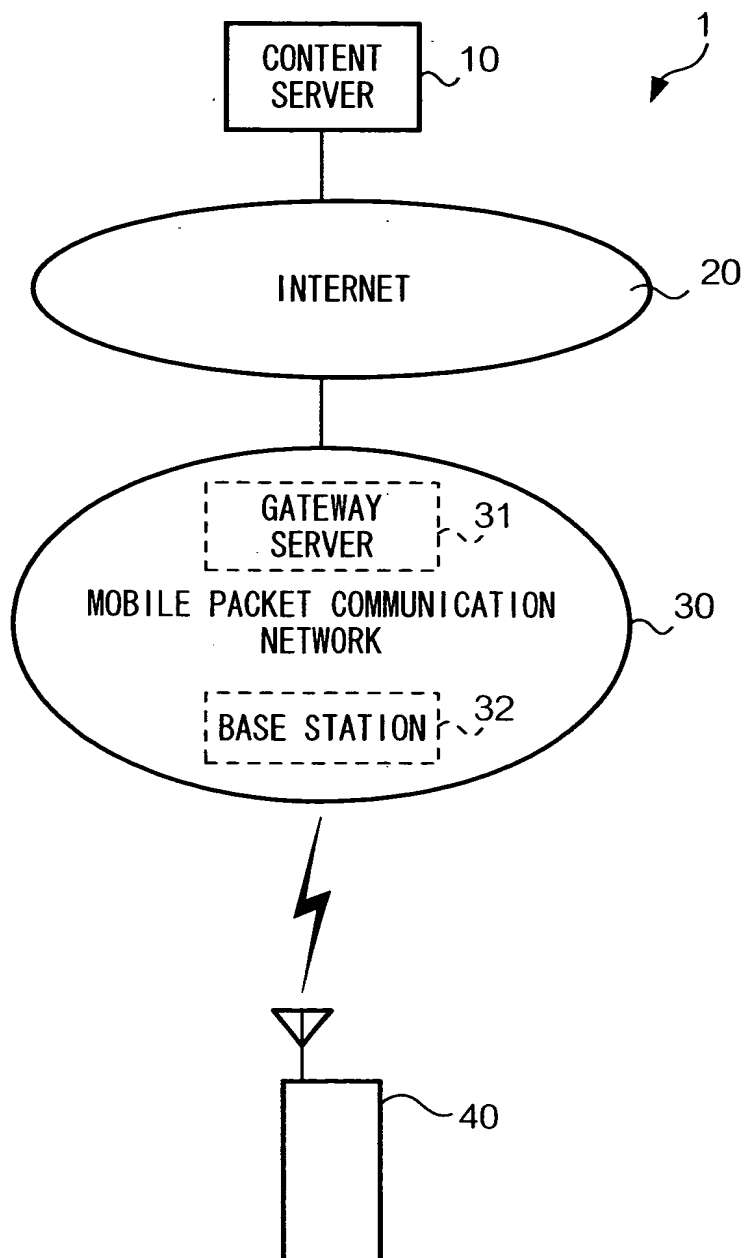 1
CONTENT
SERVER
10
INTERNET
20
GATEWAY
SERVER
31
MOBILE PACKET COMMUNICATION
NETWORK
30
BASE STATION
32
40